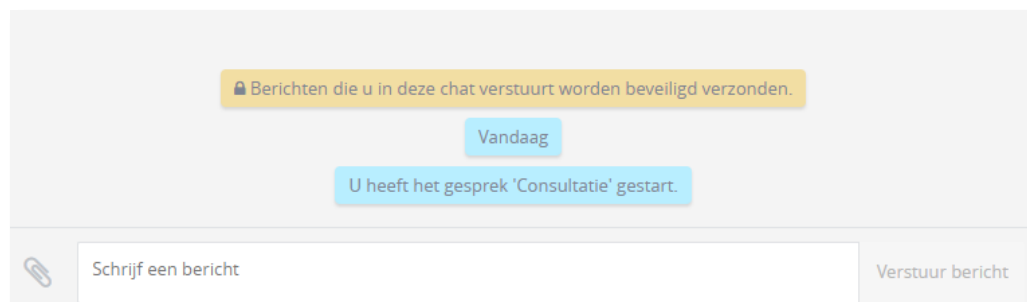 Berichten die u in deze chat verstuurt worden beveiligd verzonden.
Vandaag
U heeft het gesprek 'Consultatie' gestart.
Schrijf een bericht
Verstuur bericht